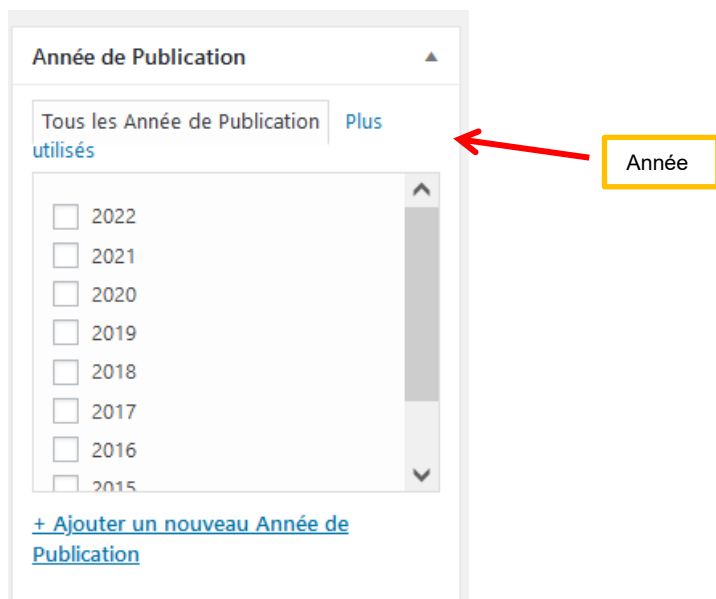 Année de Publication
Tous les Année de Publication Plus
utilisés
2022
2021
2020
2019
2018
2017
2016
2015
+ Ajouter un nouveau Année de
Publication
Année